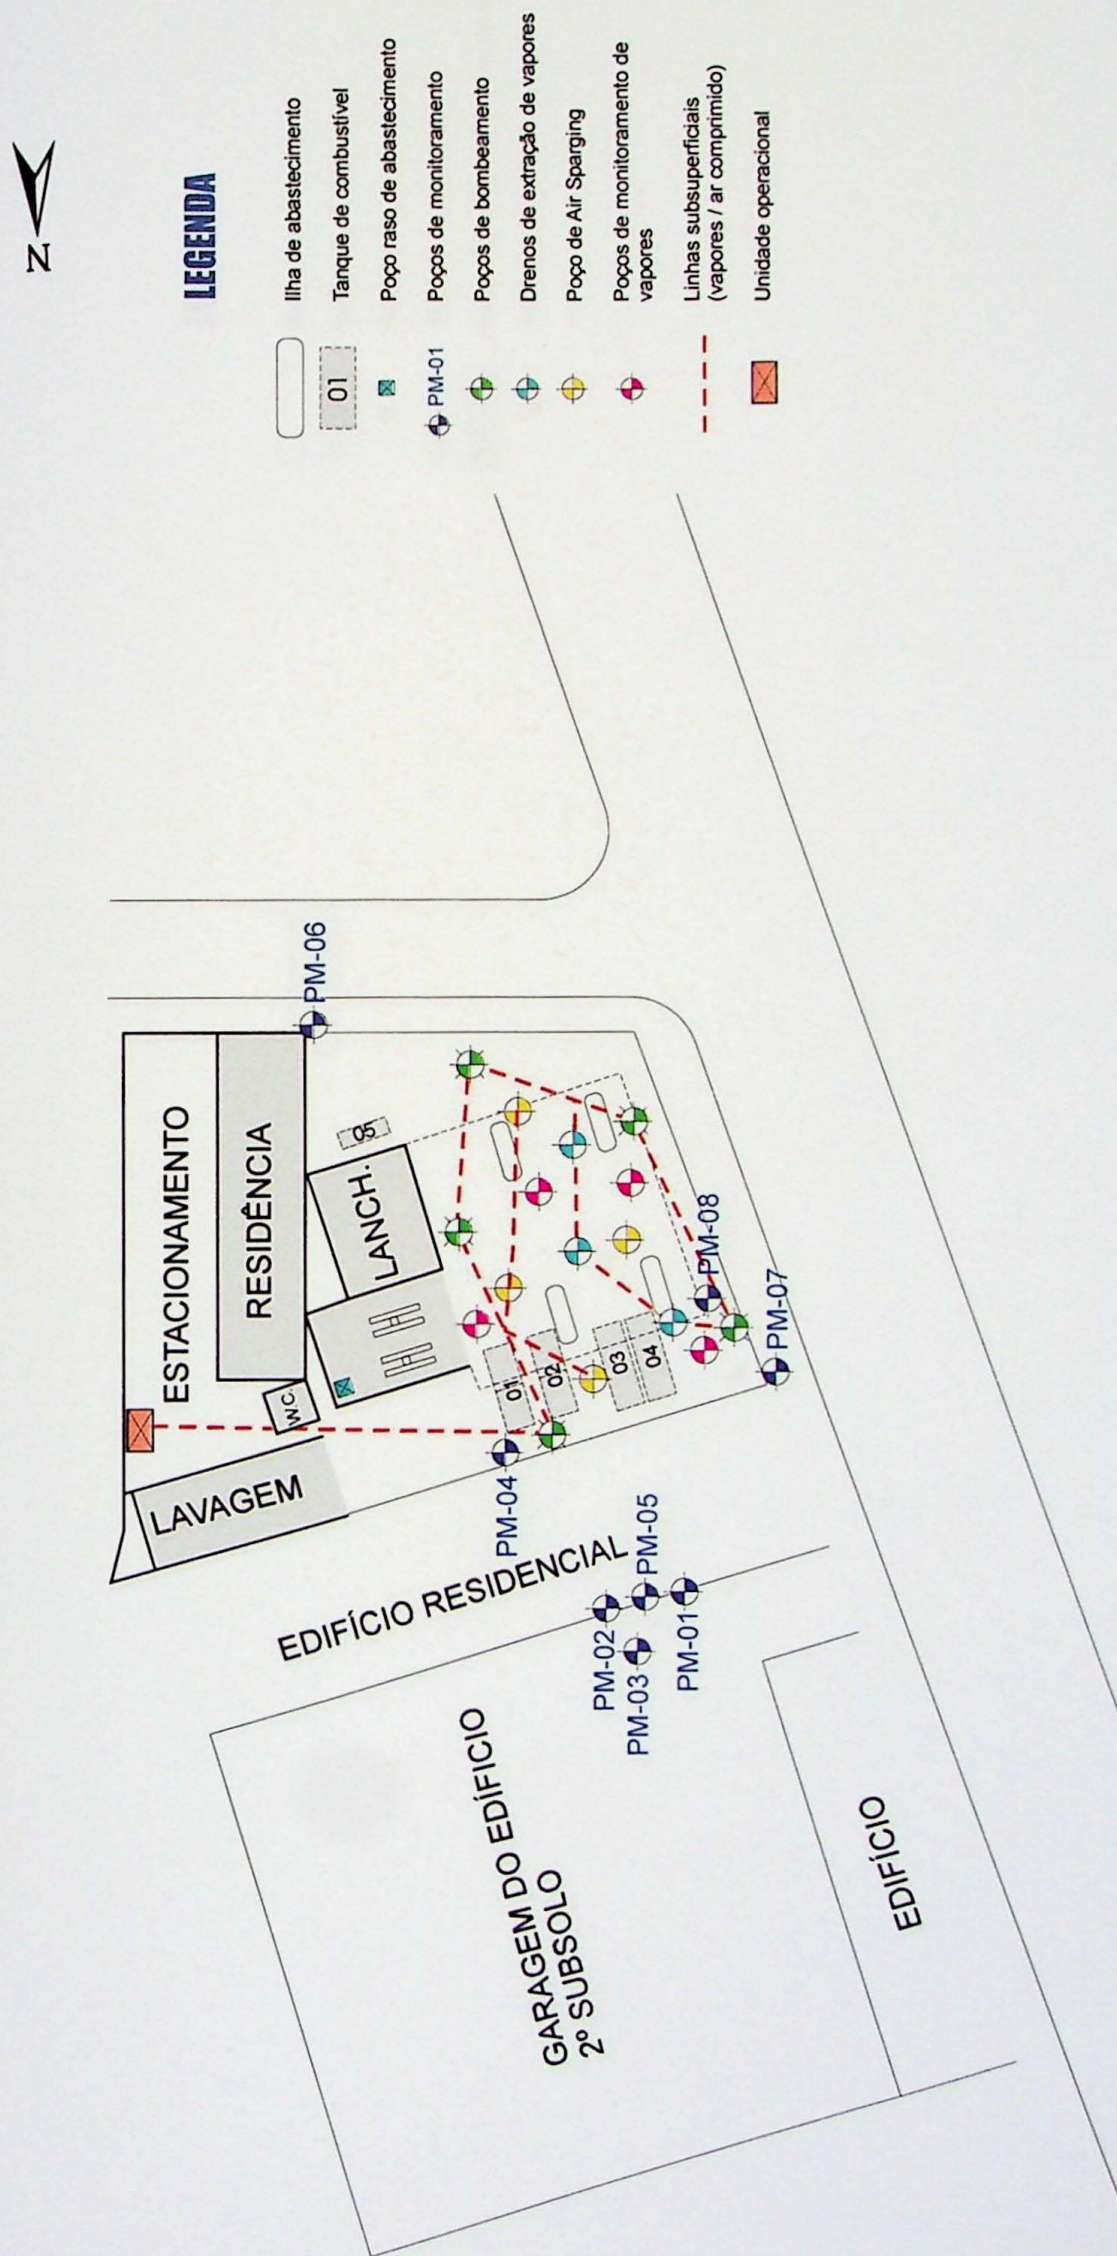 N
LEGENDA
Ilha de abastecimento
01
Tanque de combustível
Poço raso de abastecimento
PM-01
Poços de monitoramento
Poços de bombeamento
Drenos de extração de vapores
Poço de Air Sparging
Poços de monitoramento de
vapores
Linhas subsuperficiais
(vapores / ar comprimido)
Unidade operacional
ESTACIONAMENTO
RESIDÊNCIA
PM-06
LANCH.
05
W.C.
LAVAGEM
01
02
03
04
PM-04
PM-08
PM-07
EDIFÍCIO RESIDENCIAL
PM-02
PM-05
PM-03
PM-01
GARAGEM DO EDÍFICIO
2º SUBSOLO
EDIFÍCIO